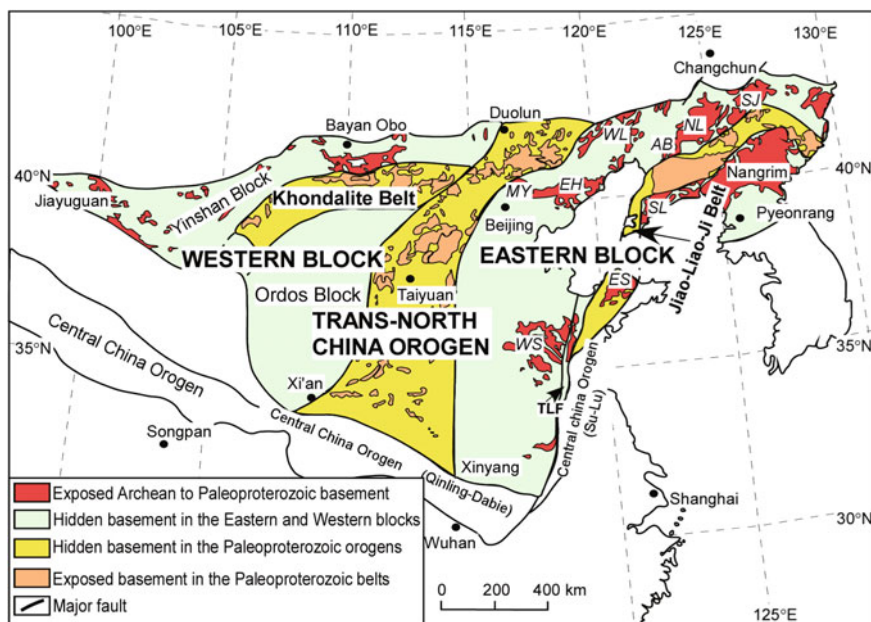 100°E
105°E
110°E
115°E
120°E
125°E
130°E
Changchun
SJ
Duolun
Bayan Obo
WL
NL
AB
40°N
40°N
Nangrim
Jiayuguan
Yinshan Block
Khondalite Belt
MY
EH
SL
Beijing
Pyeonrang
WESTERN BLOCK
EASTERN BLOCK
Jiao-Liao-Ji Belt
Ordos Block
Taiyuan
ES
TRANS-NORTH
CHINA OROGEN
Central China Orogen
WS
35°N
35°N
Xi'an
TLF
Central china Orogen
(Su-Lu)
Songpan
Central China Orogen
(Qinling-Dabie)
Xinyang
Exposed Archean to Paleoproterozoic basement
Hidden basement in the Eastern and Western blocks
Hidden basement in the Paleoproterozoic orogens
Exposed basement in the Paleoproterozoic belts
Major fault
Shanghai
Wuhan
30°N
0 200 400 km
125°E